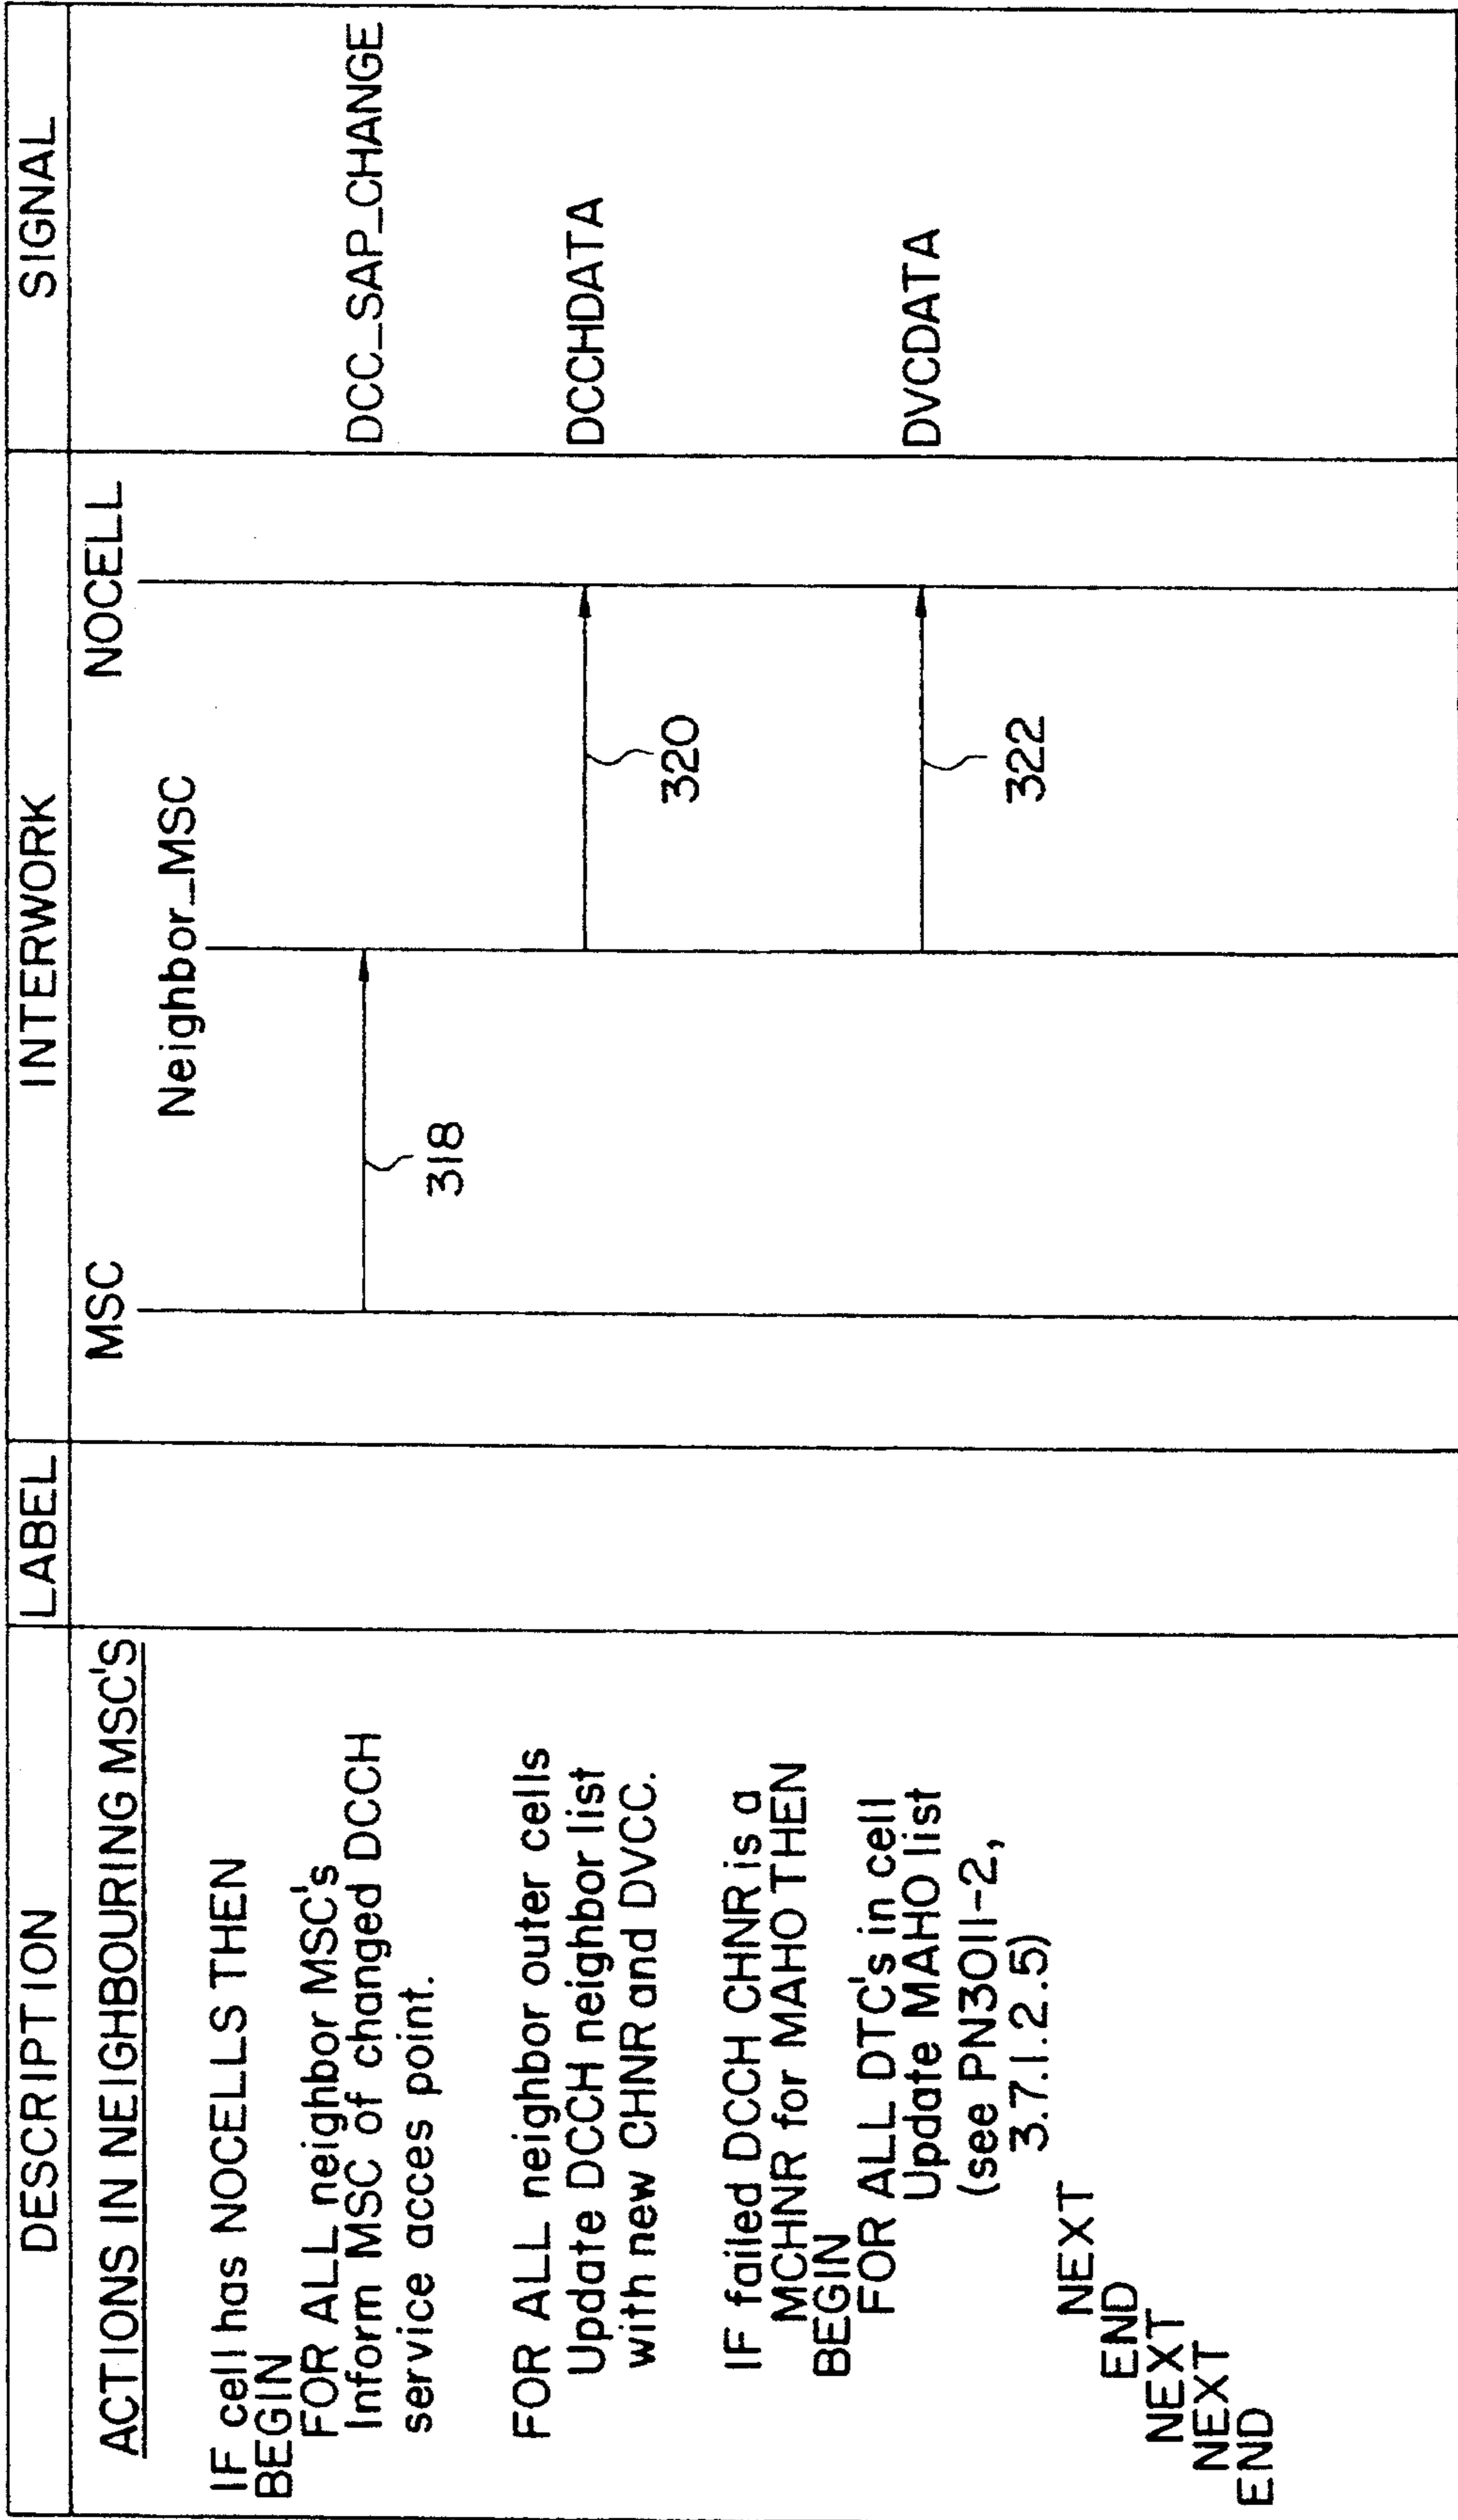 DESCRIPTION
LABEL
INTERWORK
SIGNAL
ACTIONS IN NEIGHBOURING MSC'S
IF cell has NOCELLS THEN
BEGIN
FOR ALL neighbor MSC's
Inform MSC of changed DCCH
service acces point.
FOR ALL neighbor outer cells
Update DCCH neighbor list
with new CHNR and DVCC.
IF failed DCCH CHNR is a
MCHNR for MAHO THEN
BEGIN
FOR ALL DTC's in cell
Update MAHO list
(see PN3011-2,
3.7.1.2.5)
NEXT
END
NEXT
NEXT
END
MSC
Neighbor_MSC
NOCELL
318
320
322
DCC_SAP_CHANGE
DCCHDATA
DVCDATA